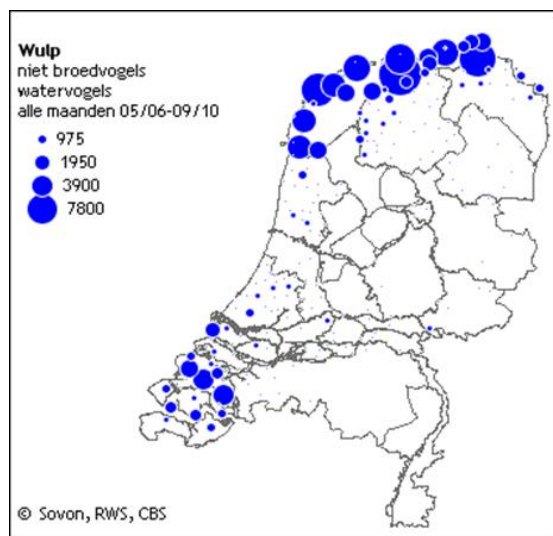 Wulp
niet broedvogels
watervogels
alle maanden 05/06-09/10
975
1950
3900
7800
© Sovon, RWS, CBS